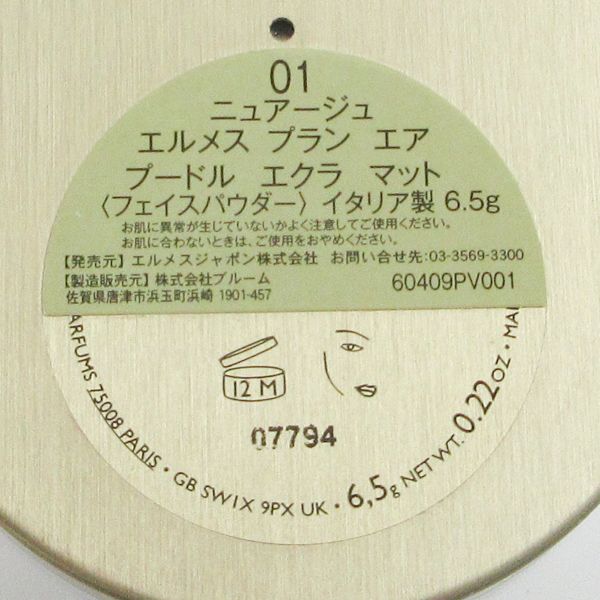 01
ニュアージュ
エルメス プラン エア
プードル エクラ マット
〈フェイスパウダー〉イタリア製 6.5g
お肌に異常が生じていないかよく注意してご使用ください。
お肌に合わないときは、ご使用をおやめください。
【発売元】エルメスジャポン株式会社 お問い合せ先:03-3569-3300
【製造販売元】株式会社ブルーム
佐賀県唐津市浜玉町浜崎 1901-457
60409PV001
12 M
07794
ARFUMS 75008 PARIS • GB SW1X 9PX UK • 6,5g NET WT. 0.22 OZ • MA